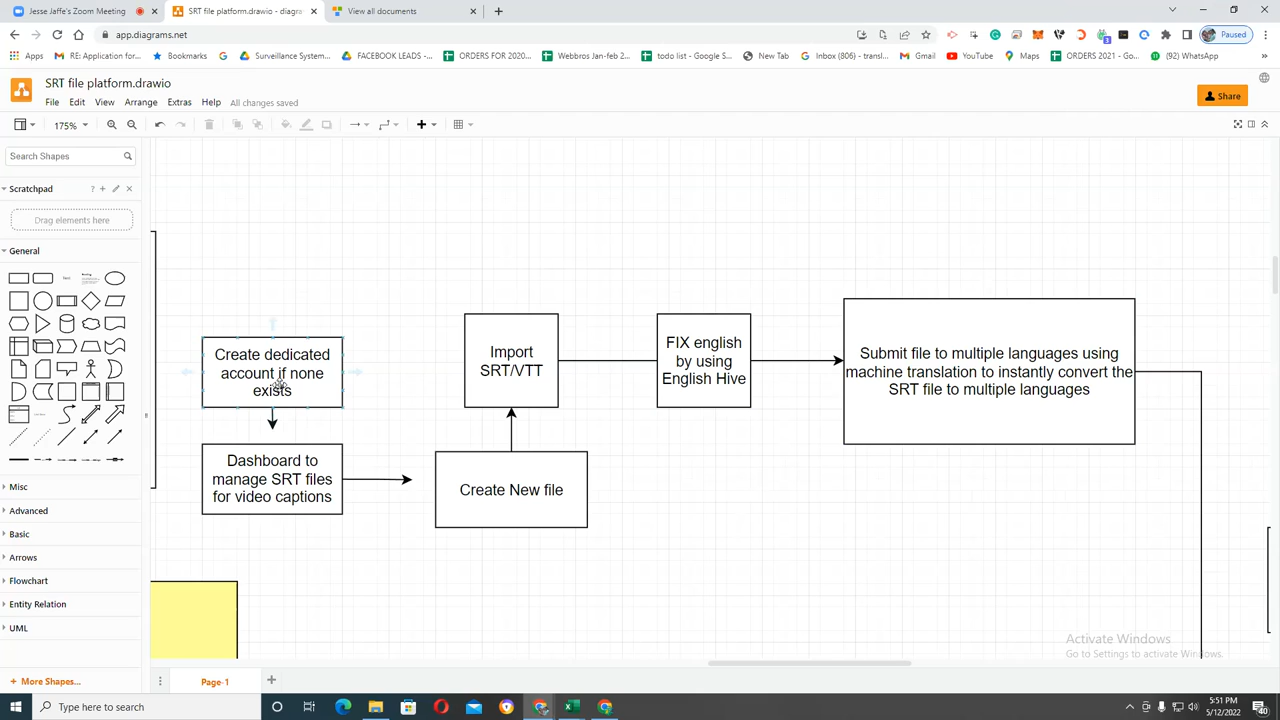 Jesse Jaffe's Zoom Meeting
SRT file platform.drawio - diagra
View all documents
app.diagrams.net
Paused
Apps
RE: Application for...
Bookmarks
Surveillance System...
FACEBOOK LEADS -...
ORDERS FOR 2020...
Webbros Jan-feb 2...
todo list - Google S...
New Tab
Inbox (806) - transl...
Gmail
YouTube
Maps
ORDERS 2021 - Go...
(92) WhatsApp
SRT file platform.drawio
File
Edit
View
Arrange
Extras
Help
All changes saved
Share
175%
Search Shapes
Scratchpad
Drag elements here
General
Misc
Advanced
Basic
Arrows
Flowchart
Entity Relation
UML
+ More Shapes...
Create dedicated
account if none
exists
Dashboard to
manage SRT files
for video captions
Import
SRT/VTT
Create New file
FIX english
by using
English Hive
Submit file to multiple languages using
machine translation to instantly convert the
SRT file to multiple languages
Activate Windows
Go to Settings to activate Windows.
Page-1
Type here to search
5:51 PM
5/12/2022
40